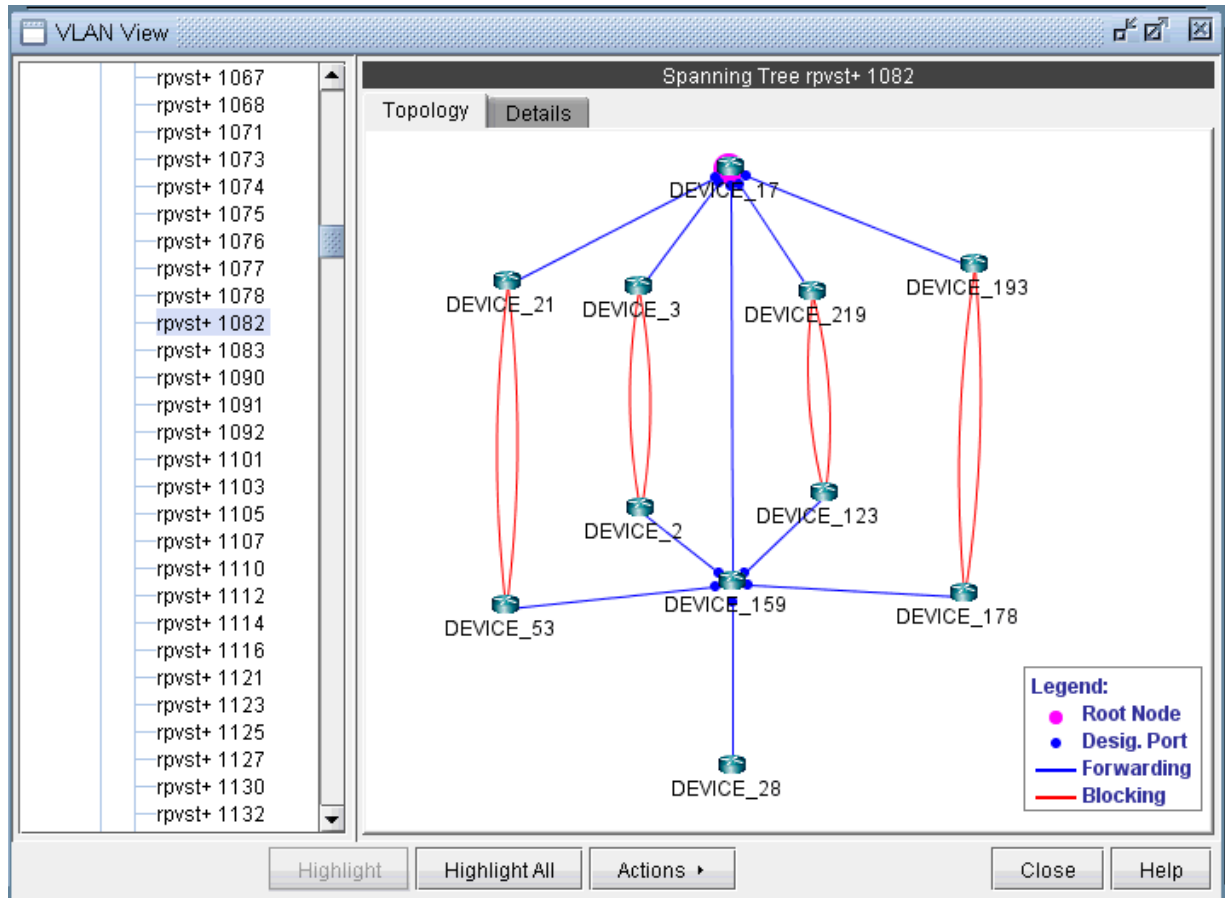 VLAN View
rpvst+ 1067
rpvst+ 1068
rpvst+ 1071
rpvst+ 1073
rpvst+ 1074
rpvst+ 1075
rpvst+ 1076
rpvst+ 1077
rpvst+ 1078
rpvst+ 1082
rpvst+ 1083
rpvst+ 1090
rpvst+ 1091
rpvst+ 1092
rpvst+ 1101
rpvst+ 1103
rpvst+ 1105
rpvst+ 1107
rpvst+ 1110
rpvst+ 1112
rpvst+ 1114
rpvst+ 1116
rpvst+ 1121
rpvst+ 1123
rpvst+ 1125
rpvst+ 1127
rpvst+ 1130
rpvst+ 1132
Spanning Tree rpvst+ 1082
Topology Details
DEVICE_17
DEVICE_21 DEVICE_3 DEVICE_219 DEVICE_193
DEVICE_2 DEVICE_123
DEVICE_53 DEVICE_159 DEVICE_178
DEVICE_28
Legend:
Root Node
Desig. Port
Forwarding
Blocking
Highlight Highlight All Actions Close Help